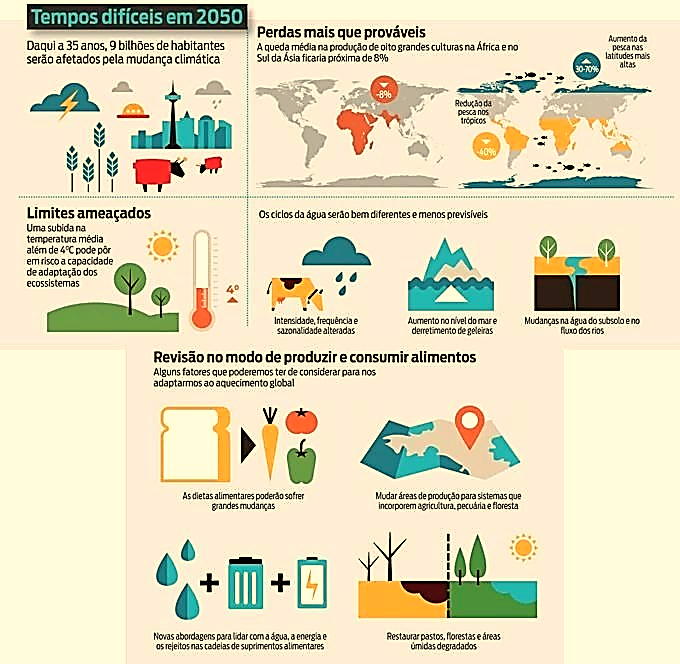 Tempos difíceis em 2050
Daqui a 35 anos, 9 bilhões de habitantes
serão afetados pela mudança climática
Perdas mais que prováveis
A queda média na produção de oito grandes culturas na África e no
Sul da Ásia ficaria próxima de 8%
-8%
Aumento da
pesca nas
latitudes mais
altas
30-70%
Redução da
pesca nos
trópicos
-40%
Limites ameaçados
Uma subida na
temperatura média
além de 4ºC pode pôr
em risco a capacidade
de adaptação dos
ecossistemas
4º
Os ciclos da água serão bem diferentes e menos previsíveis
Intensidade, frequência e
sazonalidade alteradas
Aumento no nível do mar e
derretimento de geleiras
Mudanças na água do subsolo e no
fluxo dos rios
Revisão no modo de produzir e consumir alimentos
Alguns fatores que poderemos ter de considerar para nos
adaptarmos ao aquecimento global
As dietas alimentares poderão sofrer
grandes mudanças
Mudar áreas de produção para sistemas que
incorporem agricultura, pecuária e floresta
Novas abordagens para lidar com a água, a energia e
os rejeitos nas cadeias de suprimentos alimentares
Restaurar pastos, florestas e áreas
úmidas degradados